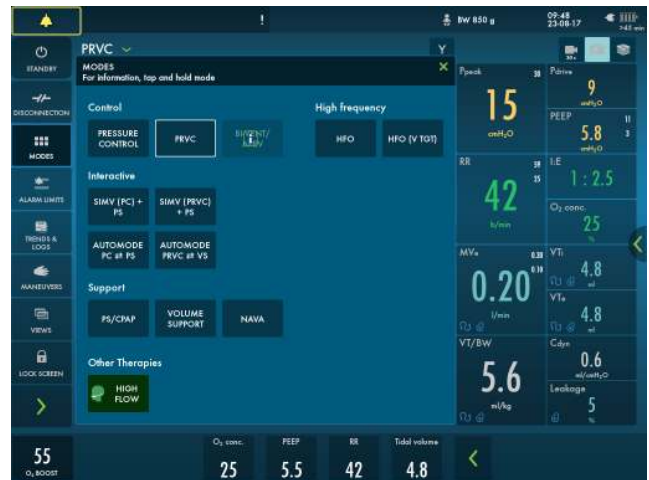 !
BW 850 g
09:48
23-08-17
>45 min
STANDBY
DISCONNECTION
MODES
ALARM LIMITS
TRENDS &
LOGS
MANEUVERS
VIEWS
LOCK SCREEN
PRVC
Y
MODES
For information, tap and hold mode
×
Control
PRESSURE
CONTROL
PRVC
High frequency
HFO
HFO (V TGT)
Interactive
SIMV (PC) +
PS
SIMV (PRVC)
+ PS
AUTOMODE
PC ⇄ PS
AUTOMODE
PRVC ⇄ VS
Support
PS/CPAP
VOLUME
SUPPORT
NAVA
Other Therapies
HIGH
FLOW
Ppeak
30
15
cmH₂O
Pdrive
9
cmH₂O
PEEP
11
3
5.8
cmH₂O
RR
25
42
b/min
I:E
1 : 2.5
O₂ conc.
25
%
MVe
0.20
l/min
VTi
4.8
ml
VTe
4.8
ml
VT/BW
5.6
ml/kg
Cdyn
0.6
ml/cmH₂O
Leakage
5
%
55
O₂ BOOST
O₂ conc.
25
PEEP
5.5
RR
42
Tidal volume
4.8